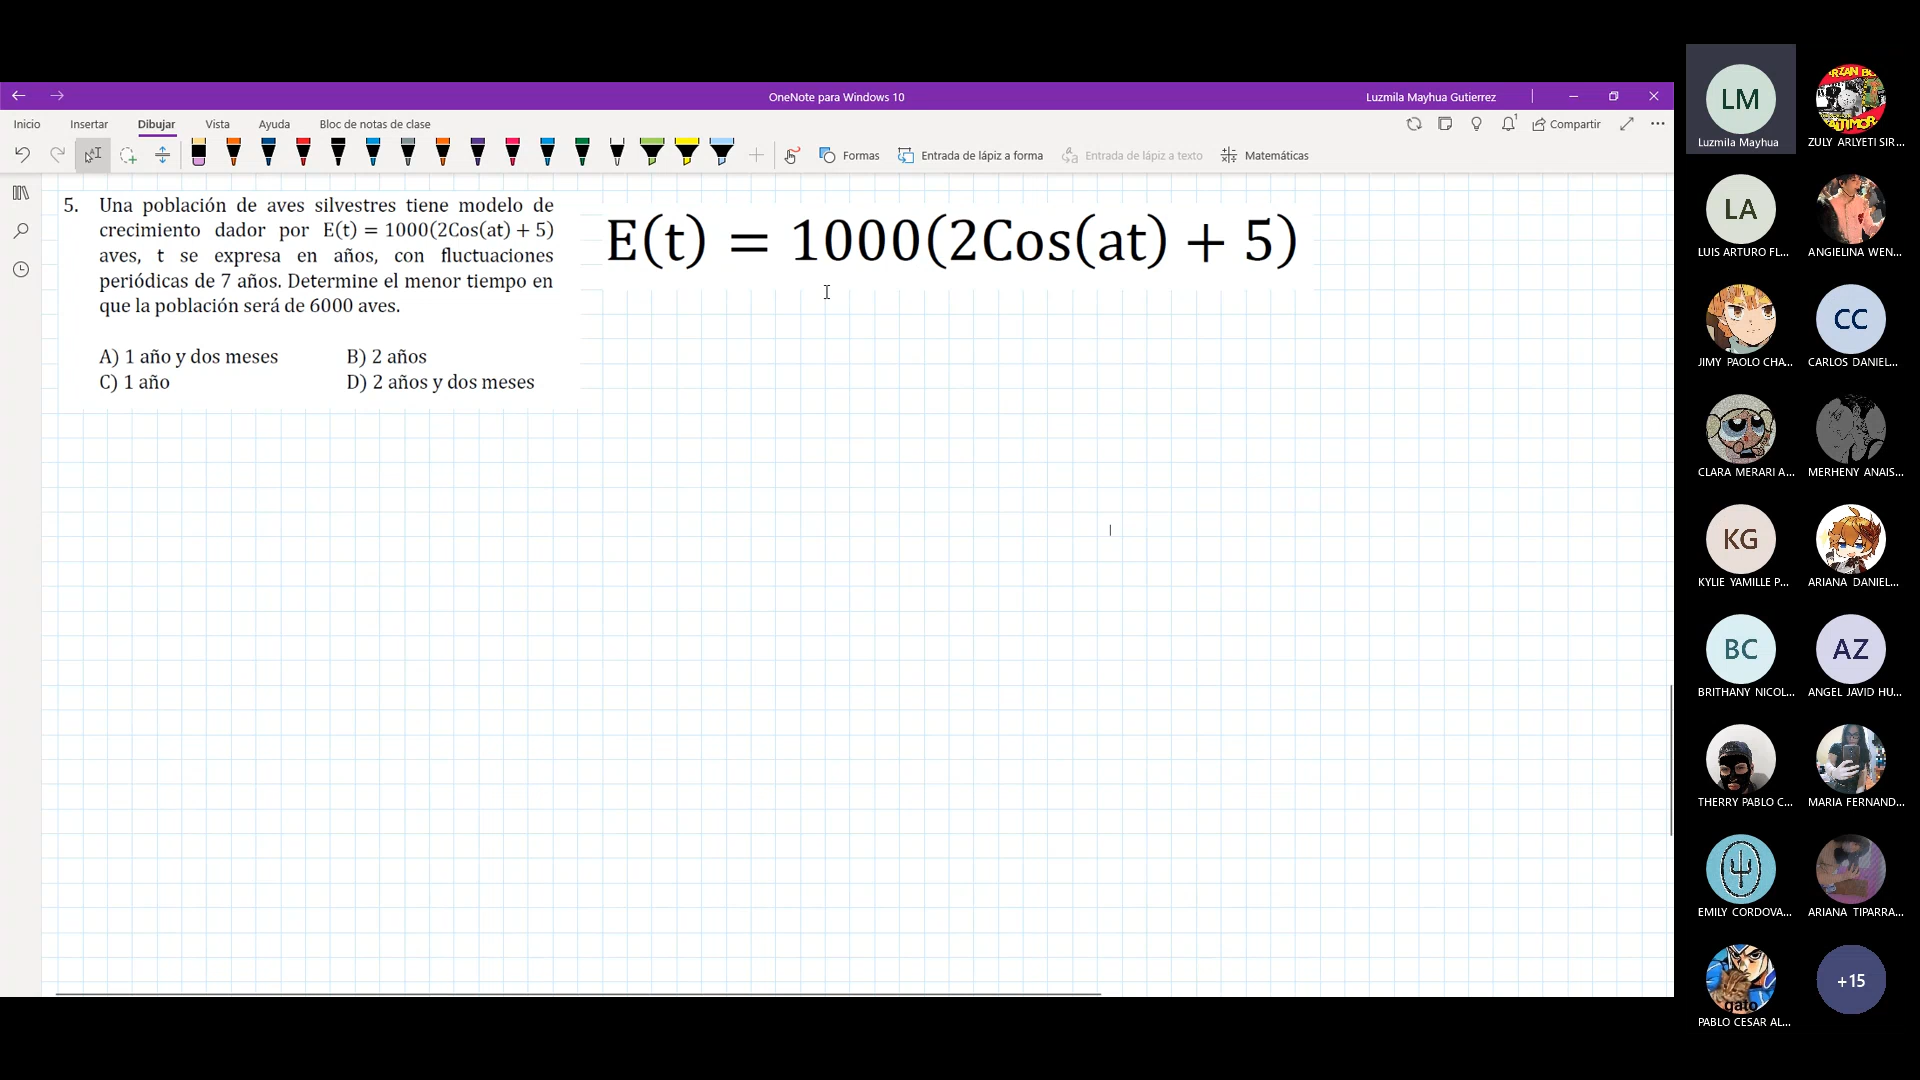 OneNote para Windows 10
Luzmila Mayhua Gutierrez
Inicio Insertar Dibujar Vista Ayuda Bloc de notas de clase
1 Compartir
Formas Entrada de lápiz a forma Entrada de lápiz a texto Matemáticas
5. Una población de aves silvestres tiene modelo de
crecimiento dador por E(t) = 1000(2Cos(at) + 5)
aves, t se expresa en años, con fluctuaciones
periódicas de 7 años. Determine el menor tiempo en
que la población será de 6000 aves.
A) 1 año y dos meses B) 2 años
C) 1 año D) 2 años y dos meses
E(t) = 1000(2Cos(at) + 5)
LM
Luzmila Mayhua ZULY ARLYETI SIR...
LA
LUIS ARTURO FL... ANGIELINA WEN...
CC
JIMY PAOLO CHA... CARLOS DANIEL...
CLARA MERARI A... MERHENY ANAIS...
KG
KYLIE YAMILLE P... ARIANA DANIEL...
BC AZ
BRITHANY NICOL... ANGEL JAVID HU...
THERRY PABLO C... MARIA FERNAND...
EMILY CORDOVA... ARIANA TIPARRA...
gato +15
PABLO CESAR AL...